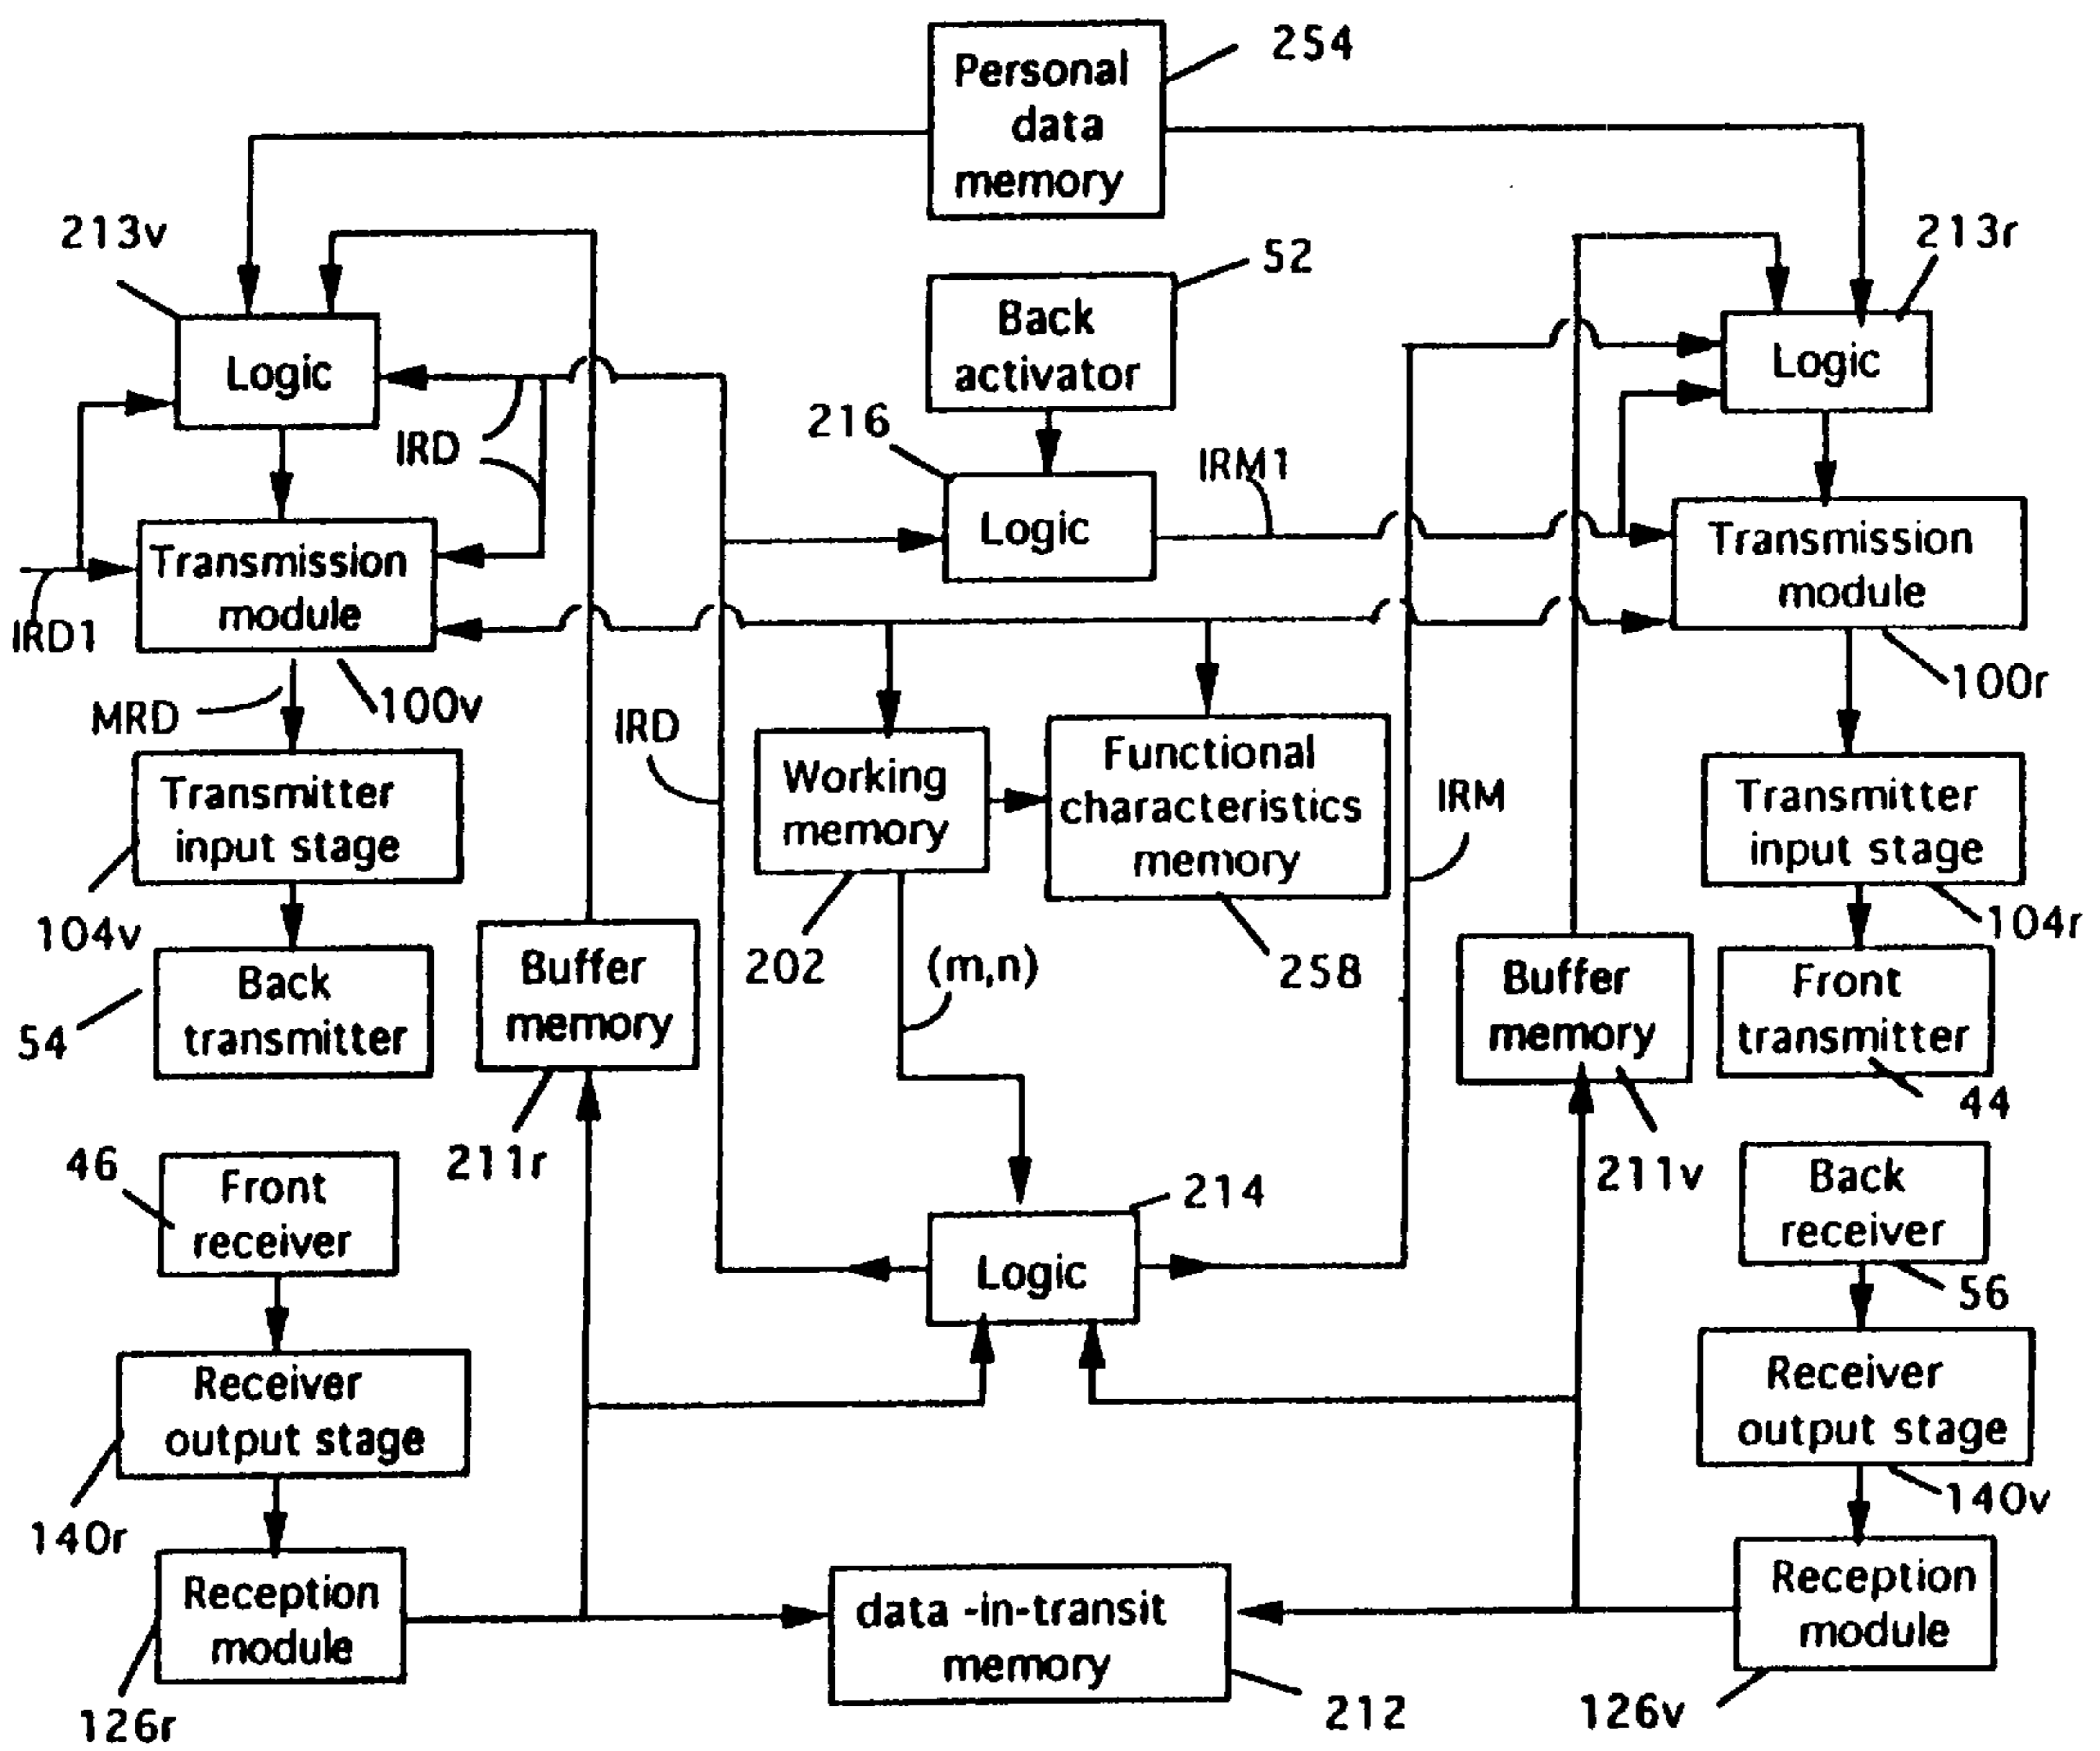 254
Personal
data
memory
213v
52
213r
Back
activator
Logic
Logic
IRD
216
IRM1
Logic
Transmission
module
Transmission
module
IRD1
100r
MRD
100v
IRD
Transmitter
input stage
Working
memory
Functional
characteristics
memory
IRM
Transmitter
input stage
104v
202
(m,n)
258
104r
Back
transmitter
54
Buffer
memory
Buffer
memory
Front
transmitter
44
46
Front
receiver
211r
214
211v
Back
receiver
56
Logic
Receiver
output stage
Receiver
output stage
140r
140v
Reception
module
data -in-transit
memory
Reception
module
126r
212
126v